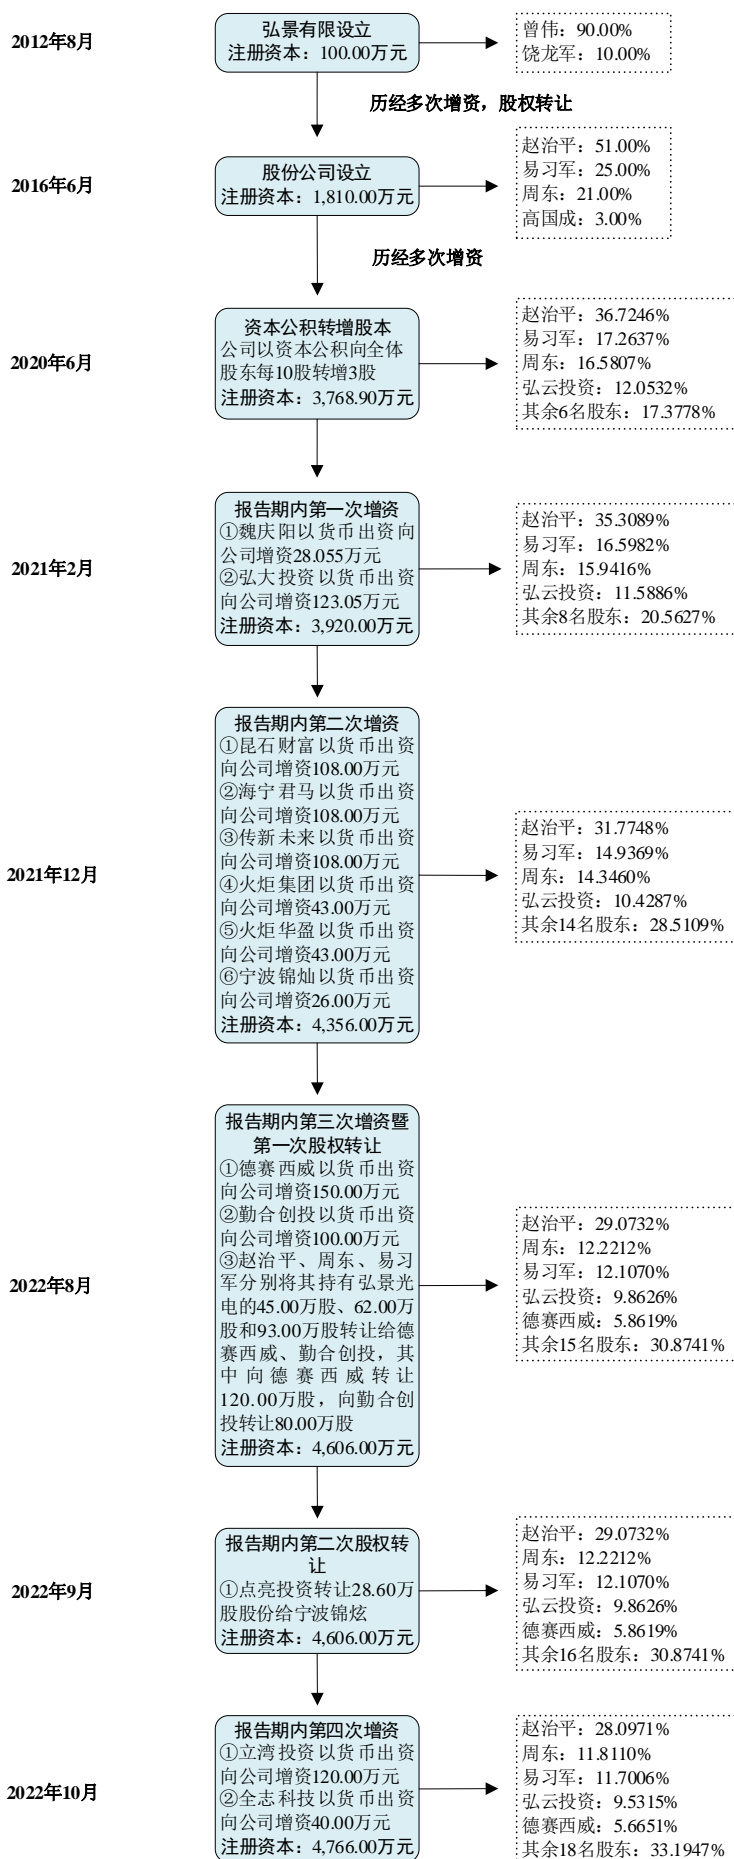 2012年8月
弘景有限设立
注册资本：100.00万元
曾伟：90.00%
饶龙军：10.00%
历经多次增资，股权转让
2016年6月
股份公司设立
注册资本：1,810.00万元
赵治平：51.00%
易习军：25.00%
周东：21.00%
高国成：3.00%
历经多次增资
2020年6月
资本公积转增股本
公司以资本公积向全体
股东每10股转增3股
注册资本：3,768.90万元
赵治平：36.7246%
易习军：17.2637%
周东：16.5807%
弘云投资：12.0532%
其余6名股东：17.3778%
2021年2月
报告期内第一次增资
①魏庆阳以货币出资向
公司增资28.055万元
②弘大投资以货币出资
向公司增资123.05万元
注册资本：3,920.00万元
赵治平：35.3089%
易习军：16.5982%
周东：15.9416%
弘云投资：11.5886%
其余8名股东：20.5627%
2021年12月
报告期内第二次增资
①昆石财富以货币出资
向公司增资108.00万元
②海宁君马以货币出资
向公司增资108.00万元
③传新未来以货币出资
向公司增资108.00万元
④火炬集团以货币出资
向公司增资43.00万元
⑤火炬华盈以货币出资
向公司增资43.00万元
⑥宁波锦灿以货币出资
向公司增资26.00万元
注册资本：4,356.00万元
赵治平：31.7748%
易习军：14.9369%
周东：14.3460%
弘云投资：10.4287%
其余14名股东：28.5109%
2022年8月
报告期内第三次增资暨
第一次股权转让
①德赛西威以货币出资
向公司增资150.00万元
②勤合创投以货币出资
向公司增资100.00万元
③赵治平、周东、易习
军分别将其持有弘景光
电的45.00万股、62.00万
股和93.00万股转让给德
赛西威、勤合创投，其
中向德赛西威转让
120.00万股，向勤合创
投转让80.00万股
注册资本：4,606.00万元
赵治平：29.0732%
周东：12.2212%
易习军：12.1070%
弘云投资：9.8626%
德赛西威：5.8619%
其余15名股东：30.8741%
2022年9月
报告期内第二次股权转
让
①点亮投资转让28.60万
股股份给宁波锦炫
注册资本：4,606.00万元
赵治平：29.0732%
周东：12.2212%
易习军：12.1070%
弘云投资：9.8626%
德赛西威：5.8619%
其余16名股东：30.8741%
2022年10月
报告期内第四次增资
①立湾投资以货币出资
向公司增资120.00万元
②全志科技以货币出资
向公司增资40.00万元
注册资本：4,766.00万元
赵治平：28.0971%
周东：11.8110%
易习军：11.7006%
弘云投资：9.5315%
德赛西威：5.6651%
其余18名股东：33.1947%